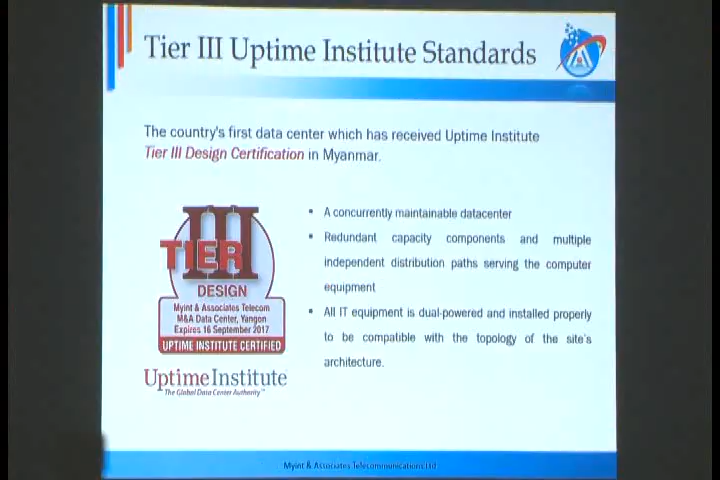 Tier III Uptime Institute Standards
The country's first data center which has received Uptime Institute
Tier III Design Certification in Myanmar.
III
TIER
DESIGN
Myint & Associates Telecom
M&A Data Center, Yangon
Expires 16 September 2017
UPTIME INSTITUTE CERTIFIED
UptimeInstitute
The Global Data Center Authority™
▪ A concurrently maintainable datacenter
▪ Redundant capacity components and multiple
independent distribution paths serving the computer
equipment
▪ All IT equipment is dual-powered and installed properly
to be compatible with the topology of the site's
architecture.
Myint & Associates Telecommunications Ltd